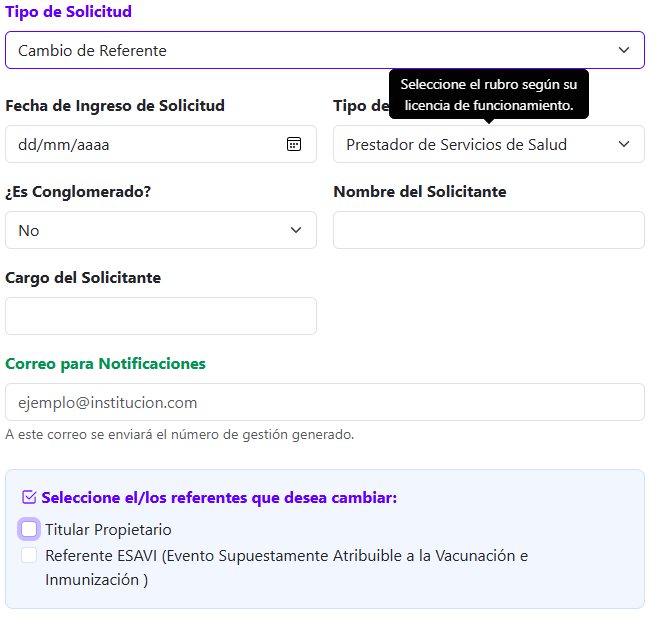 Tipo de Solicitud
Cambio de Referente
Seleccione el rubro según su
licencia de funcionamiento.
Fecha de Ingreso de Solicitud
Tipo de
dd/mm/aaaa
Prestador de Servicios de Salud
¿Es Conglomerado?
Nombre del Solicitante
No
Cargo del Solicitante
Correo para Notificaciones
ejemplo@institucion.com
A este correo se enviará el número de gestión generado.
Seleccione el/los referentes que desea cambiar:
Titular Propietario
Referente ESAVI (Evento Supuestamente Atribuible a la Vacunación e
Inmunización )